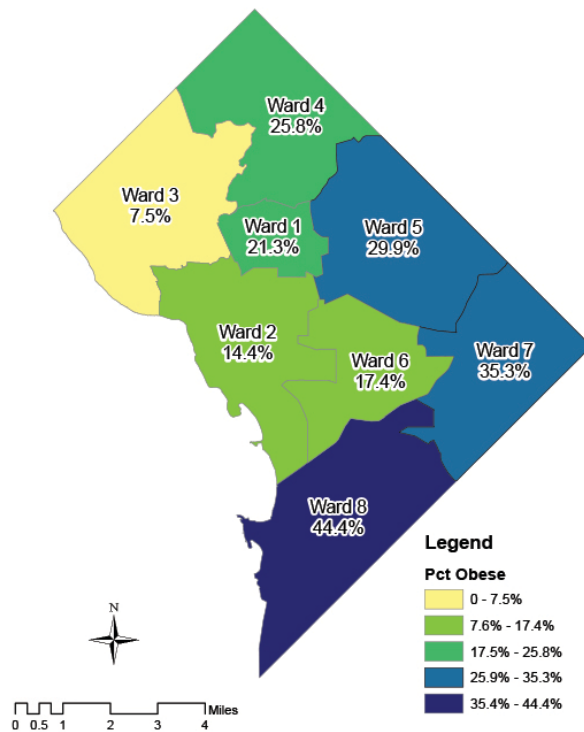 Ward 4
25.8%
Ward 3
7.5%
Ward 1
21.3%
Ward 5
29.9%
Ward 2
14.4%
Ward 6
17.4%
Ward 7
35.3%
Ward 8
44.4%
Legend
Pct Obese
0 - 7.5%
7.6% - 17.4%
17.5% - 25.8%
25.9% - 35.3%
35.4% - 44.4%
N
Miles
0 0.5 1 2 3 4